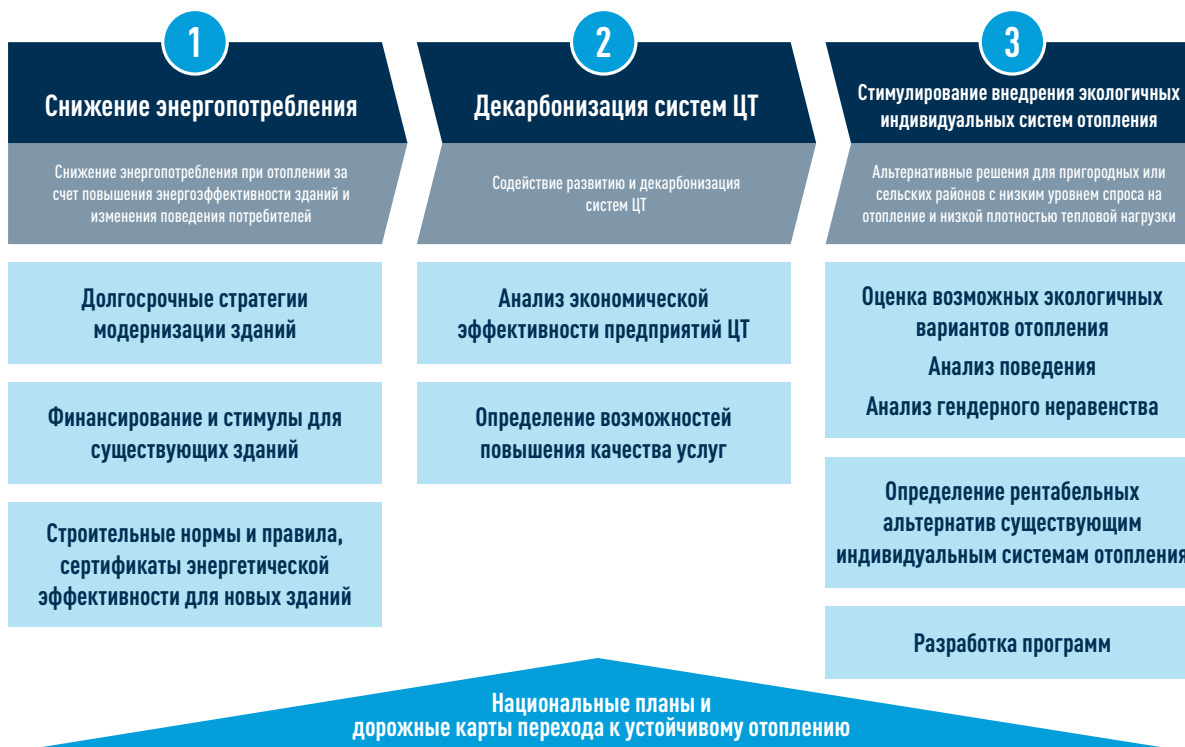 1
Снижение энергопотребления
Снижение энергопотребления при отоплении за
счет повышения энергоэффективности зданий и
изменения поведения потребителей
Долгосрочные стратегии
модернизации зданий
Финансирование и стимулы для
существующих зданий
Строительные нормы и правила,
сертификаты энергетической
эффективности для новых зданий
2
Декарбонизация систем ЦТ
Содействие развитию и декарбонизация
систем ЦТ
Анализ экономической
эффективности предприятий ЦТ
Определение возможностей
повышения качества услуг
3
Стимулирование внедрения экологичных
индивидуальных систем отопления
Альтернативные решения для пригородных или
сельских районов с низким уровнем спроса на
отопление и низкой плотностью тепловой нагрузки
Оценка возможных экологичных
вариантов отопления
Анализ поведения
Анализ гендерного неравенства
Определение рентабельных
альтернатив существующим
индивидуальным системам отопления
Разработка программ
Национальные планы и
дорожные карты перехода к устойчивому отоплению